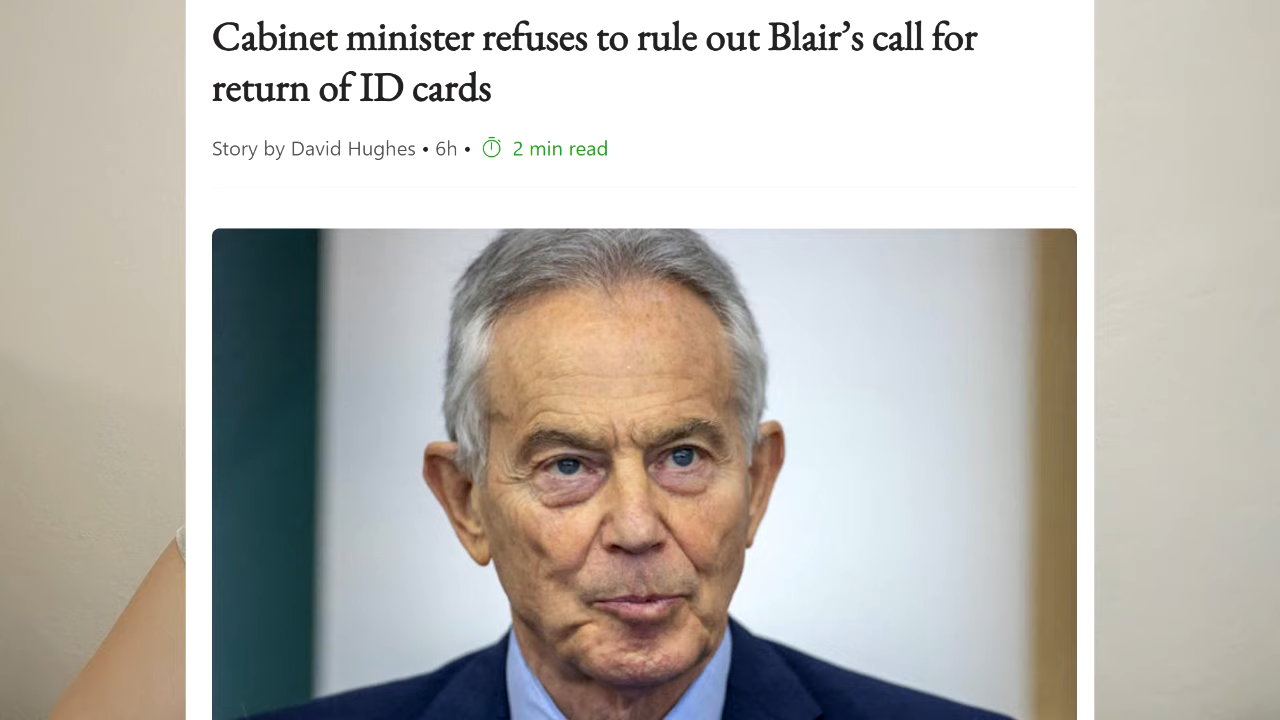 Cabinet minister refuses to rule out Blair’s call for
return of ID cards
Story by David Hughes • 6h • 2 min read